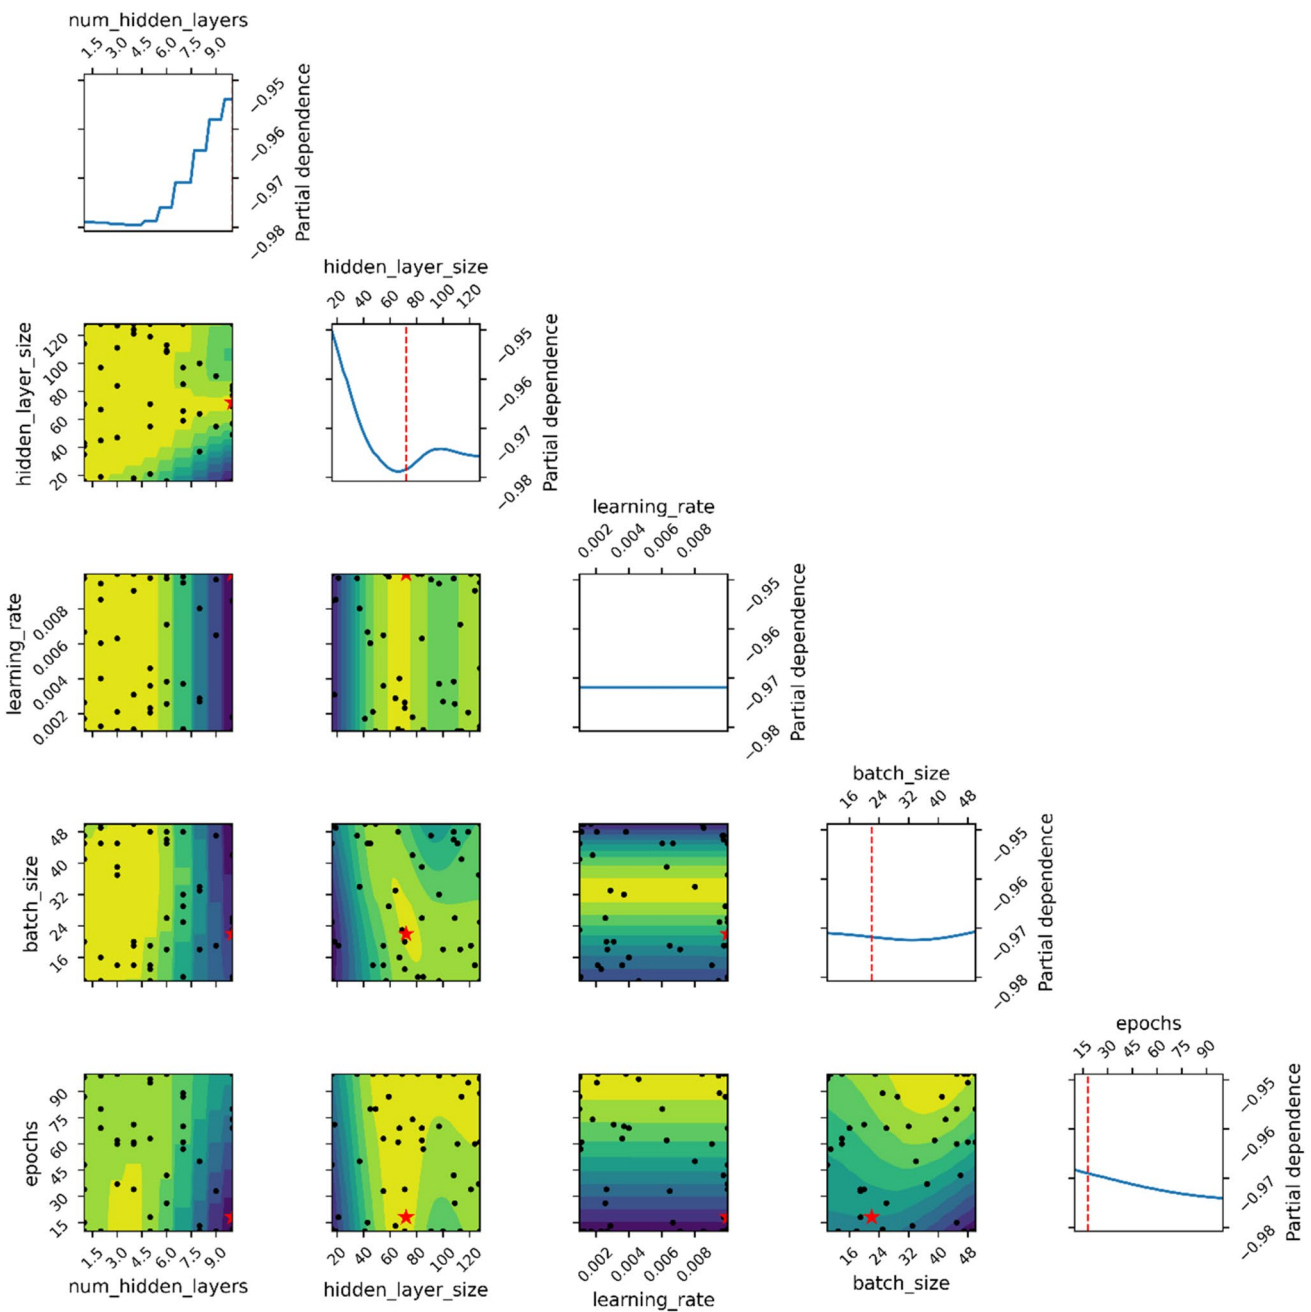 num_hidden_layers
1.5 3.0 4.5 6.0 7.5 9.0
−0.95
−0.96
−0.97
−0.98
Partial dependence
hidden_layer_size
20 40 60 80 100 120
−0.95
−0.96
−0.97
−0.98
Partial dependence
hidden_layer_size
120
100
80
60
40
20
learning_rate
0.002 0.004 0.006 0.008
−0.95
−0.96
−0.97
−0.98
Partial dependence
learning_rate
0.008
0.006
0.004
0.002
batch_size
16 24 32 40 48
−0.95
−0.96
−0.97
−0.98
Partial dependence
batch_size
48
40
32
24
16
epochs
15 30 45 60 75 90
−0.95
−0.96
−0.97
−0.98
Partial dependence
epochs
90
75
60
45
30
15
1.5 3.0 4.5 6.0 7.5 9.0
num_hidden_layers
20 40 60 80 100 120
hidden_layer_size
0.002 0.004 0.006 0.008
learning_rate
16 24 32 40 48
batch_size